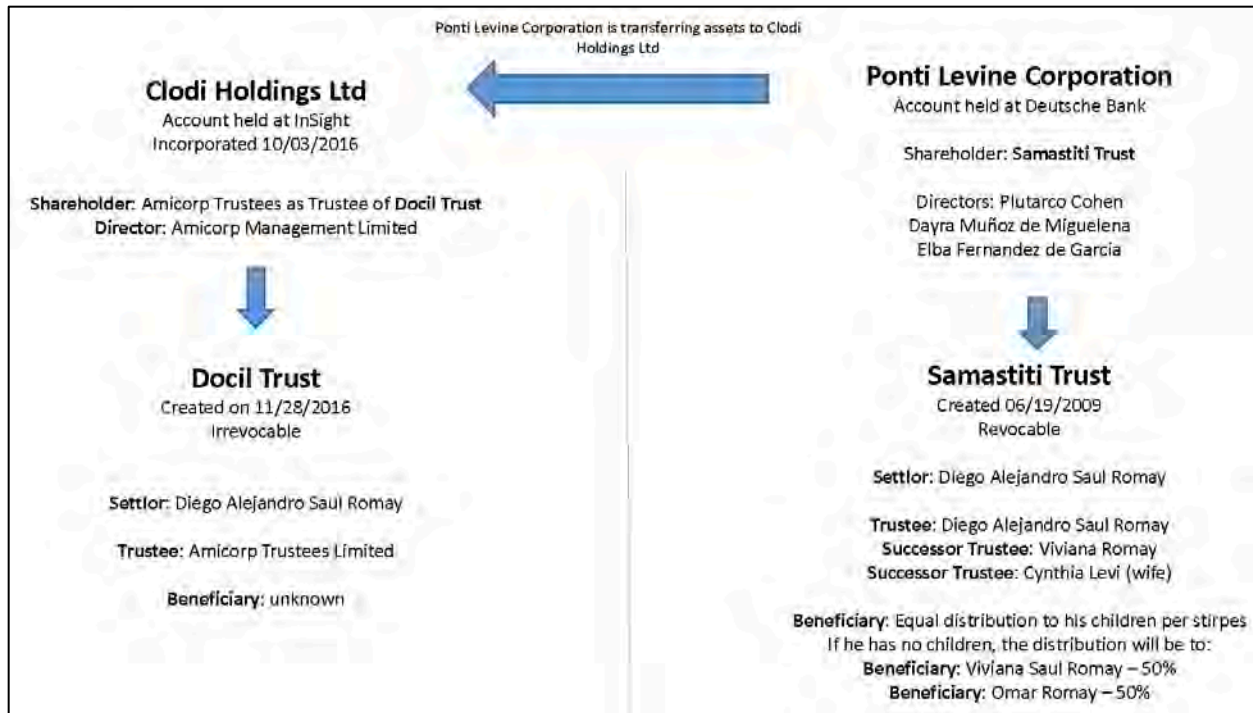 Ponti Levine Corporation is transferring assets to Clodi
Holdings Ltd
Clodi Holdings Ltd
Account held at InSight
Incorporated 10/03/2016
Shareholder: Amicorp Trustees as Trustee of Docil Trust
Director: Amicorp Management Limited
Docil Trust
Created on 11/28/2016
Irrevocable
Settlor: Diego Alejandro Saul Romay
Trustee: Amicorp Trustees Limited
Beneficiary: unknown
Ponti Levine Corporation
Account held at Deutsche Bank
Shareholder: Samastiti Trust
Directors: Plutarco Cohen
Dayra Muñoz de Miguelena
Elba Fernandez de Garcia
Samastiti Trust
Created 06/19/2009
Revocable
Settlor: Diego Alejandro Saul Romay
Trustee: Diego Alejandro Saul Romay
Successor Trustee: Viviana Romay
Successor Trustee: Cynthia Levi (wife)
Beneficiary: Equal distribution to his children per stirpes
If he has no children, the distribution will be to:
Beneficiary: Viviana Saul Romay – 50%
Beneficiary: Omar Romay – 50%